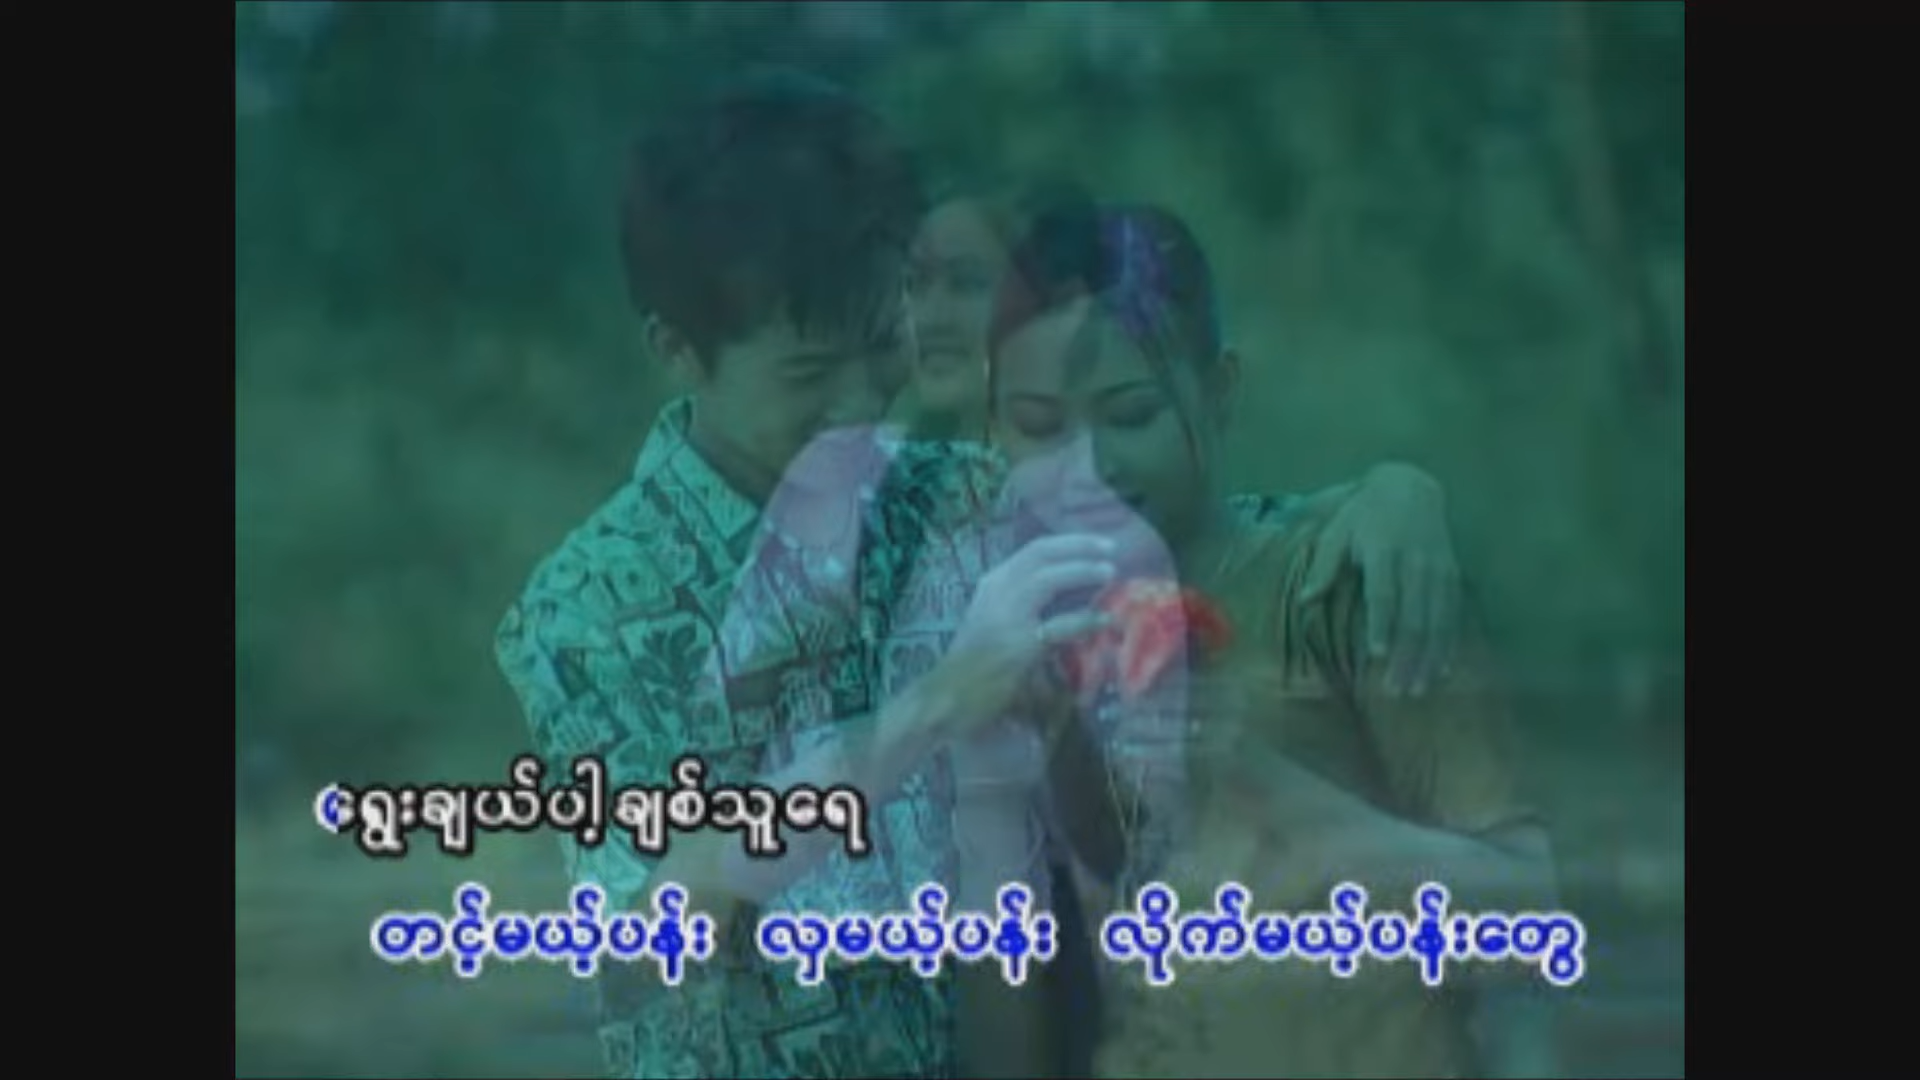 ရွေးချယ်ပါ့ ချစ်သူရေ
တင့်မယ့်ပန်း လှမယ့်ပန်း လိုက်မယ့်ပန်းတွေ